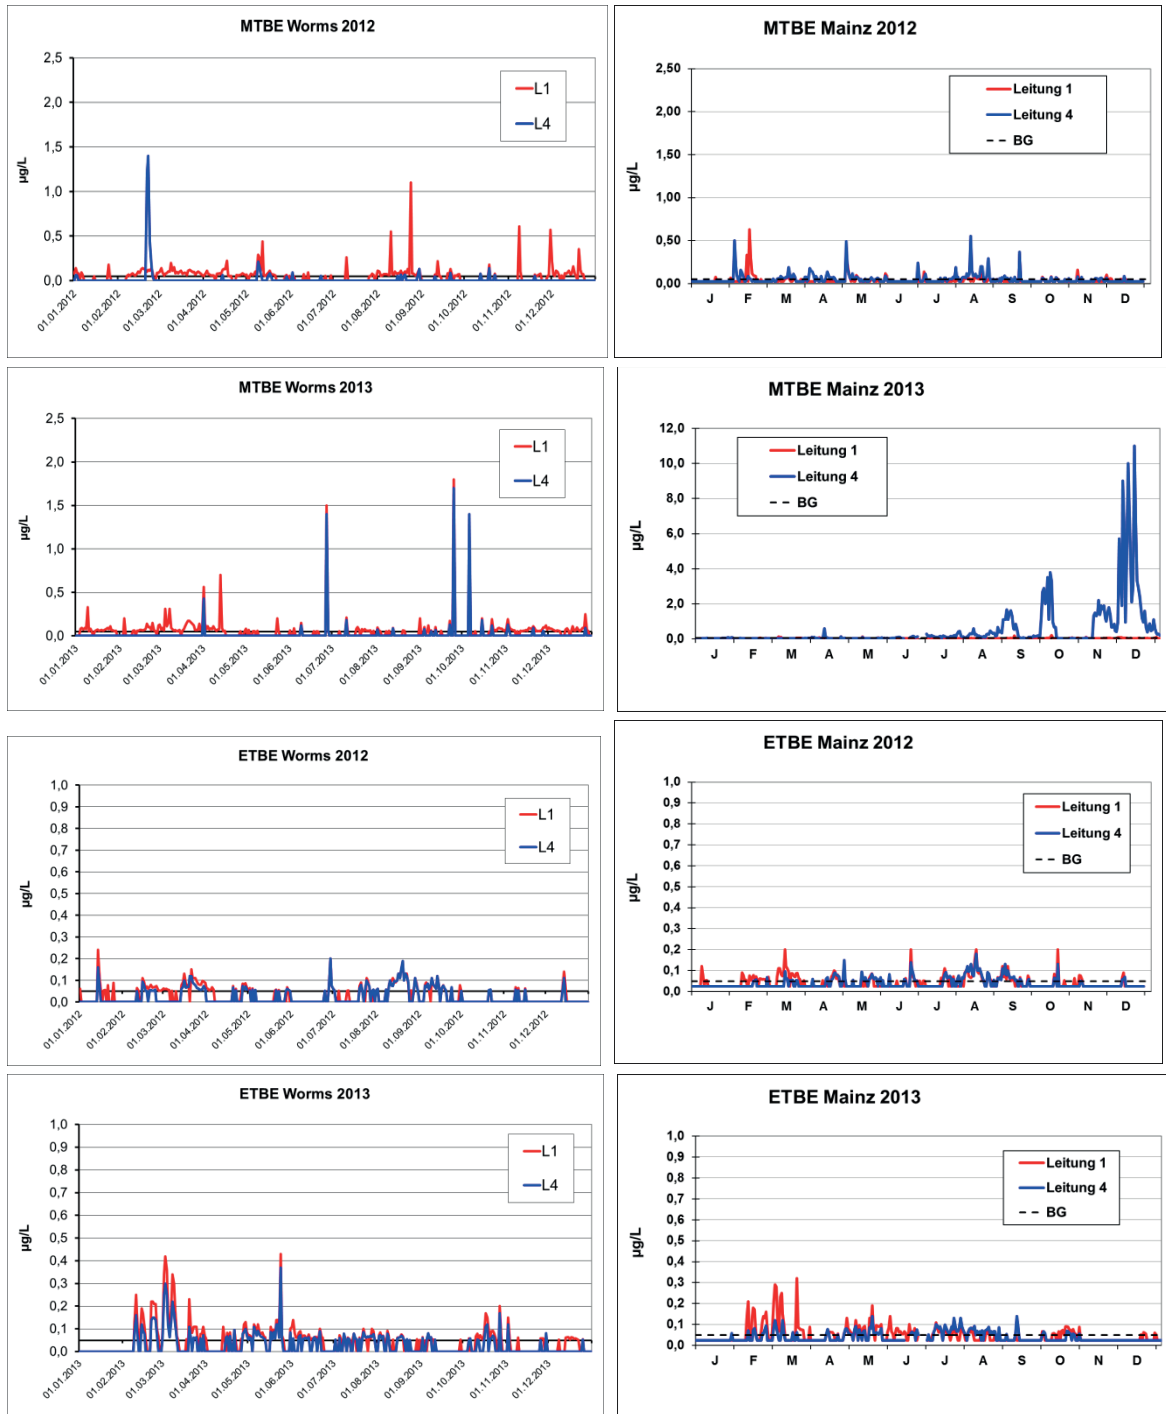 MTBE Worms 2012
2,5
2,0
1,5
1,0
0,5
0,0
µg/L
L1
L4
01.01.2012
01.02.2012
01.03.2012
01.04.2012
01.05.2012
01.06.2012
01.07.2012
01.08.2012
01.09.2012
01.10.2012
01.11.2012
01.12.2012
MTBE Mainz 2012
2,50
2,00
1,50
1,00
0,50
0,00
µg/L
Leitung 1
Leitung 4
BG
J F M A M J J A S O N D
MTBE Worms 2013
2,5
2,0
1,5
1,0
0,5
0,0
µg/L
L1
L4
01.01.2013
01.02.2013
01.03.2013
01.04.2013
01.05.2013
01.06.2013
01.07.2013
01.08.2013
01.09.2013
01.10.2013
01.11.2013
01.12.2013
MTBE Mainz 2013
12,0
10,0
8,0
6,0
4,0
2,0
0,0
µg/L
Leitung 1
Leitung 4
BG
J F M A M J J A S O N D
ETBE Worms 2012
1,0
0,9
0,8
0,7
0,6
0,5
0,4
0,3
0,2
0,1
0,0
µg/L
L1
L4
01.01.2012
01.02.2012
01.03.2012
01.04.2012
01.05.2012
01.06.2012
01.07.2012
01.08.2012
01.09.2012
01.10.2012
01.11.2012
01.12.2012
ETBE Mainz 2012
1,0
0,9
0,8
0,7
0,6
0,5
0,4
0,3
0,2
0,1
0,0
µg/L
Leitung 1
Leitung 4
BG
J F M A M J J A S O N D
ETBE Worms 2013
1,0
0,9
0,8
0,7
0,6
0,5
0,4
0,3
0,2
0,1
0,0
µg/L
L1
L4
01.01.2013
01.02.2013
01.03.2013
01.04.2013
01.05.2013
01.06.2013
01.07.2013
01.08.2013
01.09.2013
01.10.2013
01.11.2013
01.12.2013
ETBE Mainz 2013
1,0
0,9
0,8
0,7
0,6
0,5
0,4
0,3
0,2
0,1
0,0
µg/L
Leitung 1
Leitung 4
BG
J F M A M J J A S O N D